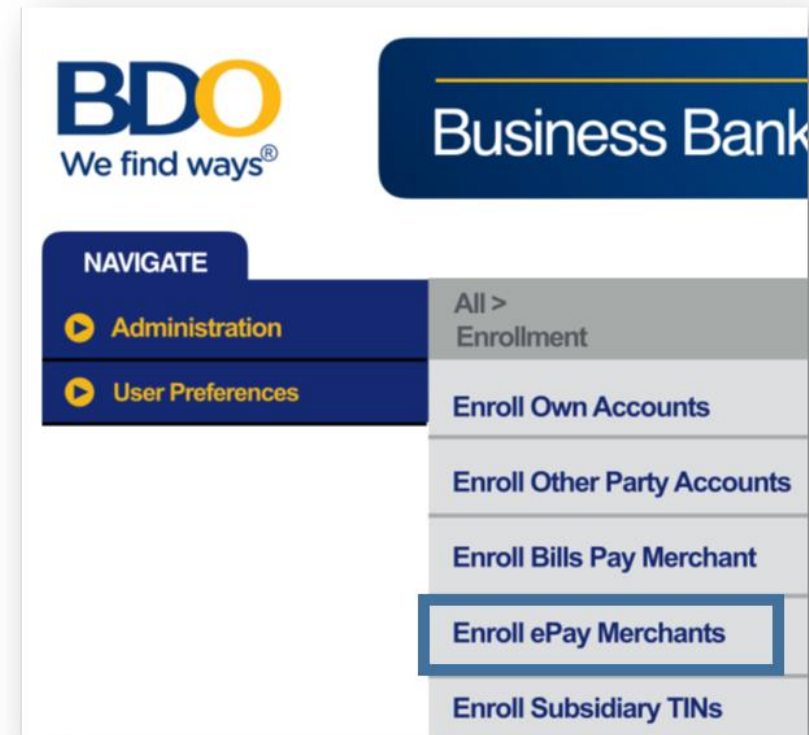 BDO
We find ways®
Business Bank
NAVIGATE
Administration
User Preferences
All >
Enrollment
Enroll Own Accounts
Enroll Other Party Accounts
Enroll Bills Pay Merchant
Enroll ePay Merchants
Enroll Subsidiary TINs